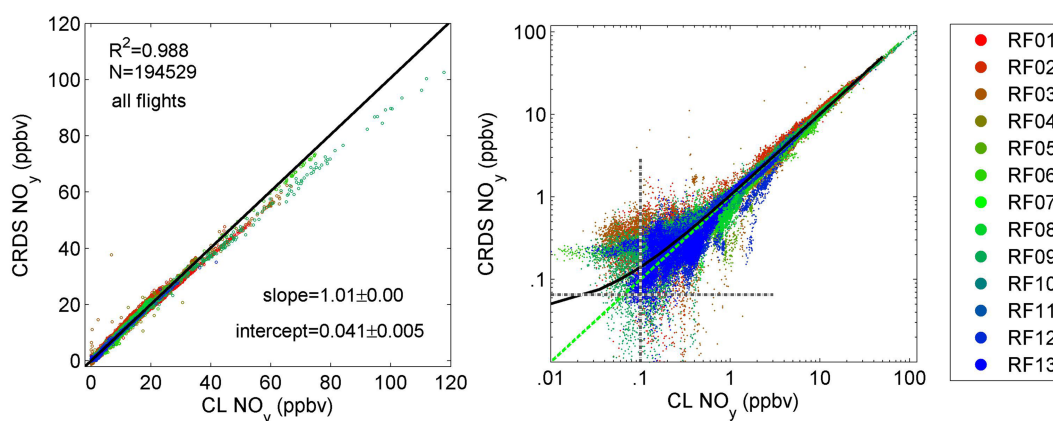 R²=0.988
N=194529
all flights
slope=1.01±0.00
intercept=0.041±0.005
120
100
80
60
40
20
0
CRDS NOy (ppbv)
0 20 40 60 80 100 120
CL NOy (ppbv)
100
10
1
.1
CRDS NOy (ppbv)
.01 .1 1 10 100
CL NOy (ppbv)
RF01
RF02
RF03
RF04
RF05
RF06
RF07
RF08
RF09
RF10
RF11
RF12
RF13